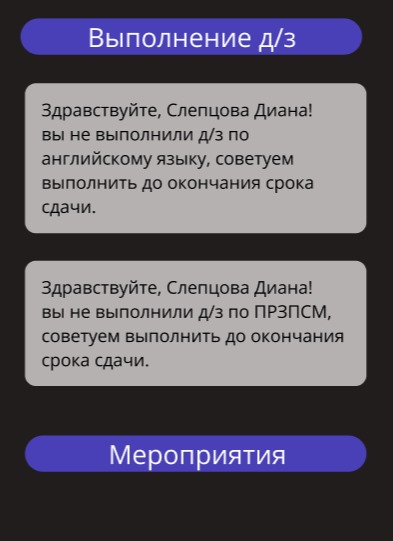 Выполнение д/з
Здравствуйте, Слепцова Диана!
вы не выполнили д/з по
английскому языку, советуем
выполнить до окончания срока
сдачи.
Здравствуйте, Слепцова Диана!
вы не выполнили д/з по ПРЗПСМ,
советуем выполнить до окончания
срока сдачи.
Мероприятия